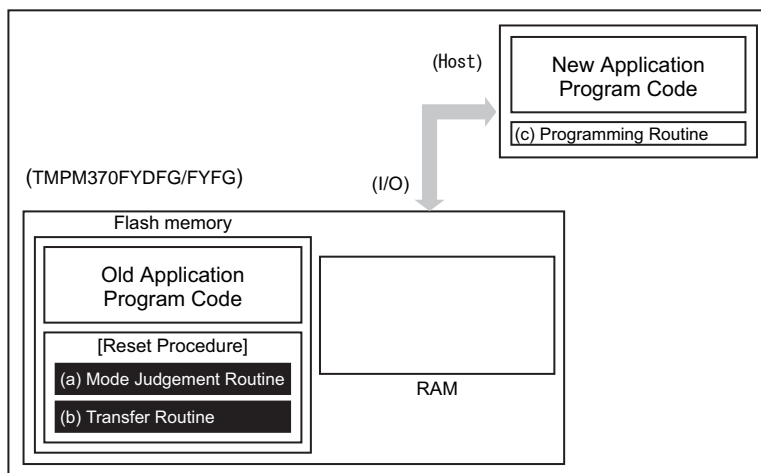 (Host)
New Application
Program Code
(c) Programming Routine
(TMPM370FYDFG/FYFG)
(I/O)
Flash memory
Old Application
Program Code
[Reset Procedure]
(a) Mode Judgement Routine
(b) Transfer Routine
RAM